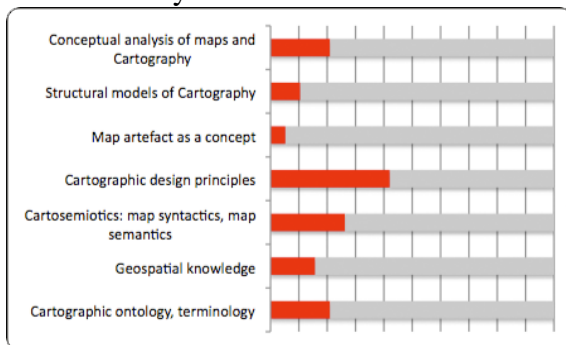 Conceptual analysis of maps and
Cartography
Structural models of Cartography
Map artefact as a concept
Cartographic design principles
Cartosemiotics: map syntactics, map
semantics
Geospatial knowledge
Cartographic ontology, terminology